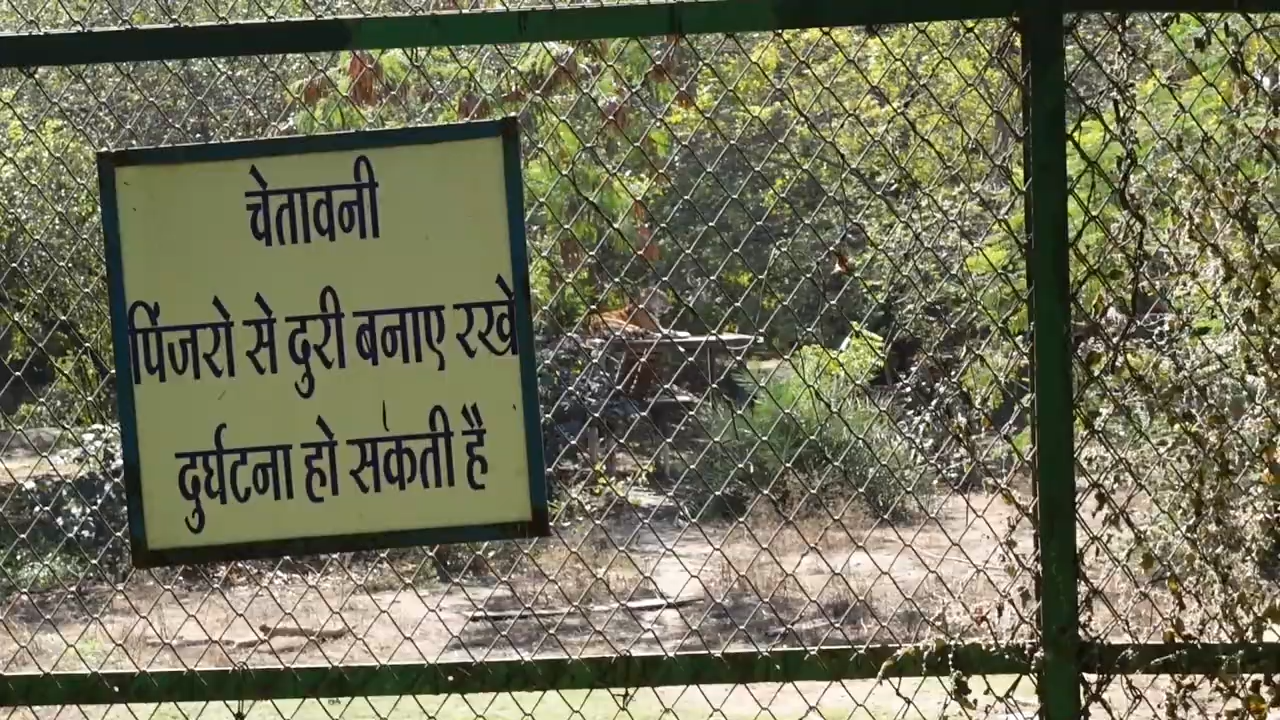 चेतावनी
पिंजरो से दुरी बनाए रखे
दुर्घटना हो सकती है